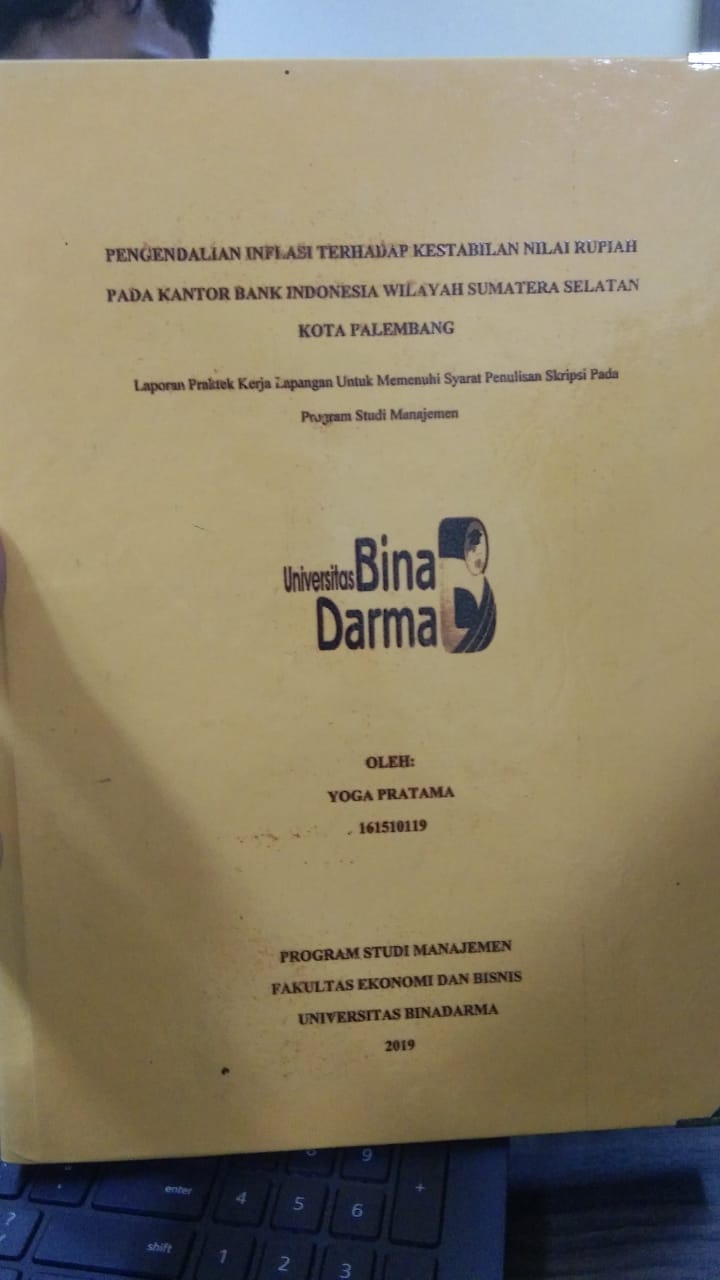 PENGENDALIAN INFLASI TERHADAP KESTABILAN NILAI RUPIAH
PADA KANTOR BANK INDONESIA WILAYAH SUMATERA SELATAN
KOTA PALEMBANG
Laporan Praktek Kerja Lapangan Untuk Memenuhi Syarat Penulisan Skripsi Pada
Program Studi Manajemen
Universitas Bina
Darma
OLEH:
YOGA PRATAMA
161510119
PROGRAM STUDI MANAJEMEN
FAKULTAS EKONOMI DAN BISNIS
UNIVERSITAS BINADARMA
2019
9
enter 4 5 6 +
? shift 1 2 3